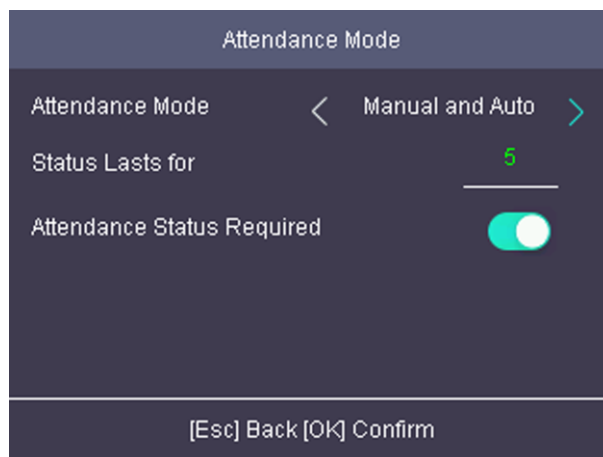 Attendance Mode
Attendance Mode < Manual and Auto >
Status Lasts for 5
Attendance Status Required
[Esc] Back [OK] Confirm